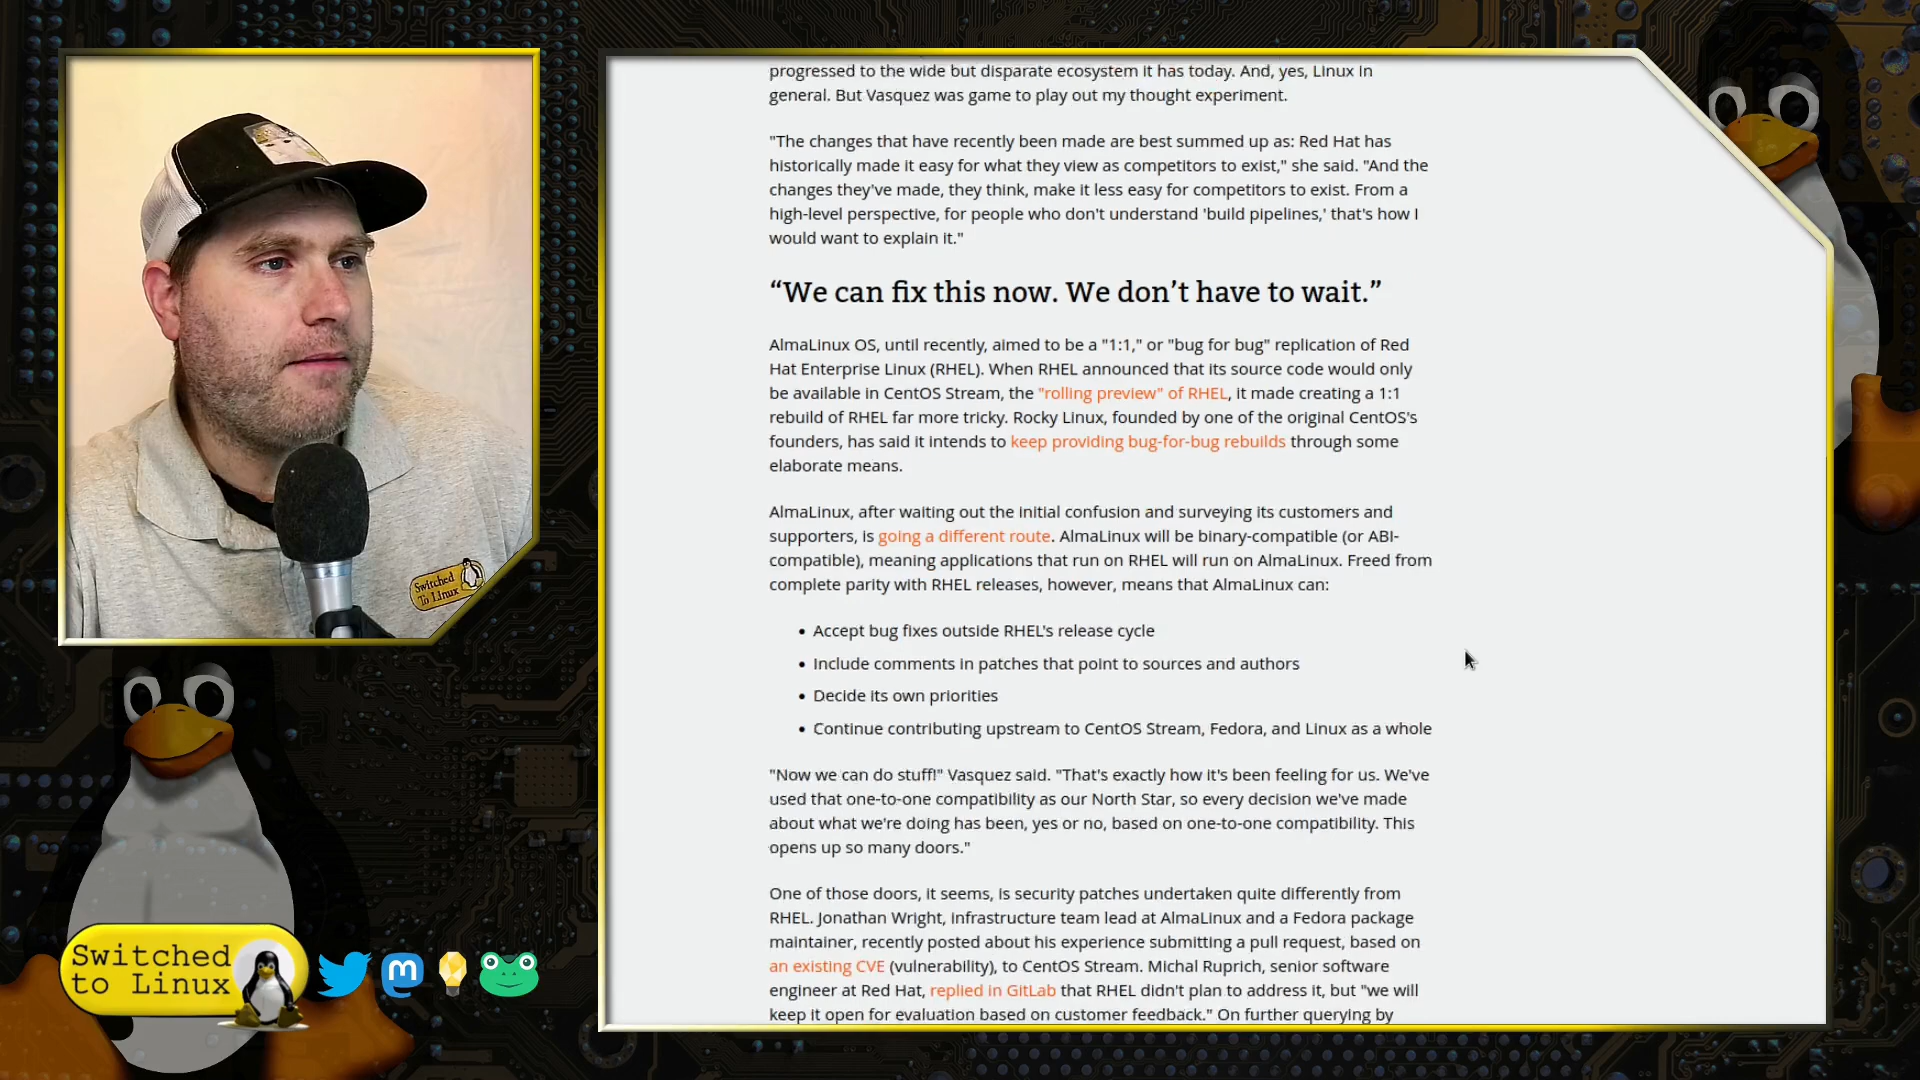 progressed to the wide but disparate ecosystem it has today. And, yes, Linux in
general. But Vasquez was game to play out my thought experiment.
"The changes that have recently been made are best summed up as: Red Hat has
historically made it easy for what they view as competitors to exist," she said. "And the
changes they've made, they think, make it less easy for competitors to exist. From a
high-level perspective, for people who don't understand 'build pipelines,' that's how I
would want to explain it."
“We can fix this now. We don’t have to wait.”
AlmaLinux OS, until recently, aimed to be a "1:1," or "bug for bug" replication of Red
Hat Enterprise Linux (RHEL). When RHEL announced that its source code would only
be available in CentOS Stream, the "rolling preview" of RHEL, it made creating a 1:1
rebuild of RHEL far more tricky. Rocky Linux, founded by one of the original CentOS's
founders, has said it intends to keep providing bug-for-bug rebuilds through some
elaborate means.
AlmaLinux, after waiting out the initial confusion and surveying its customers and
supporters, is going a different route. AlmaLinux will be binary-compatible (or ABI-
compatible), meaning applications that run on RHEL will run on AlmaLinux. Freed from
complete parity with RHEL releases, however, means that AlmaLinux can:
• Accept bug fixes outside RHEL's release cycle
• Include comments in patches that point to sources and authors
• Decide its own priorities
• Continue contributing upstream to CentOS Stream, Fedora, and Linux as a whole
"Now we can do stuff!" Vasquez said. "That's exactly how it's been feeling for us. We've
used that one-to-one compatibility as our North Star, so every decision we've made
about what we're doing has been, yes or no, based on one-to-one compatibility. This
opens up so many doors."
One of those doors, it seems, is security patches undertaken quite differently from
RHEL. Jonathan Wright, infrastructure team lead at AlmaLinux and a Fedora package
maintainer, recently posted about his experience submitting a pull request, based on
an existing CVE (vulnerability), to CentOS Stream. Michal Ruprich, senior software
engineer at Red Hat, replied in GitLab that RHEL didn't plan to address it, but "we will
keep it open for evaluation based on customer feedback." On further querying by
Switched
To Linux
Switched
to Linux